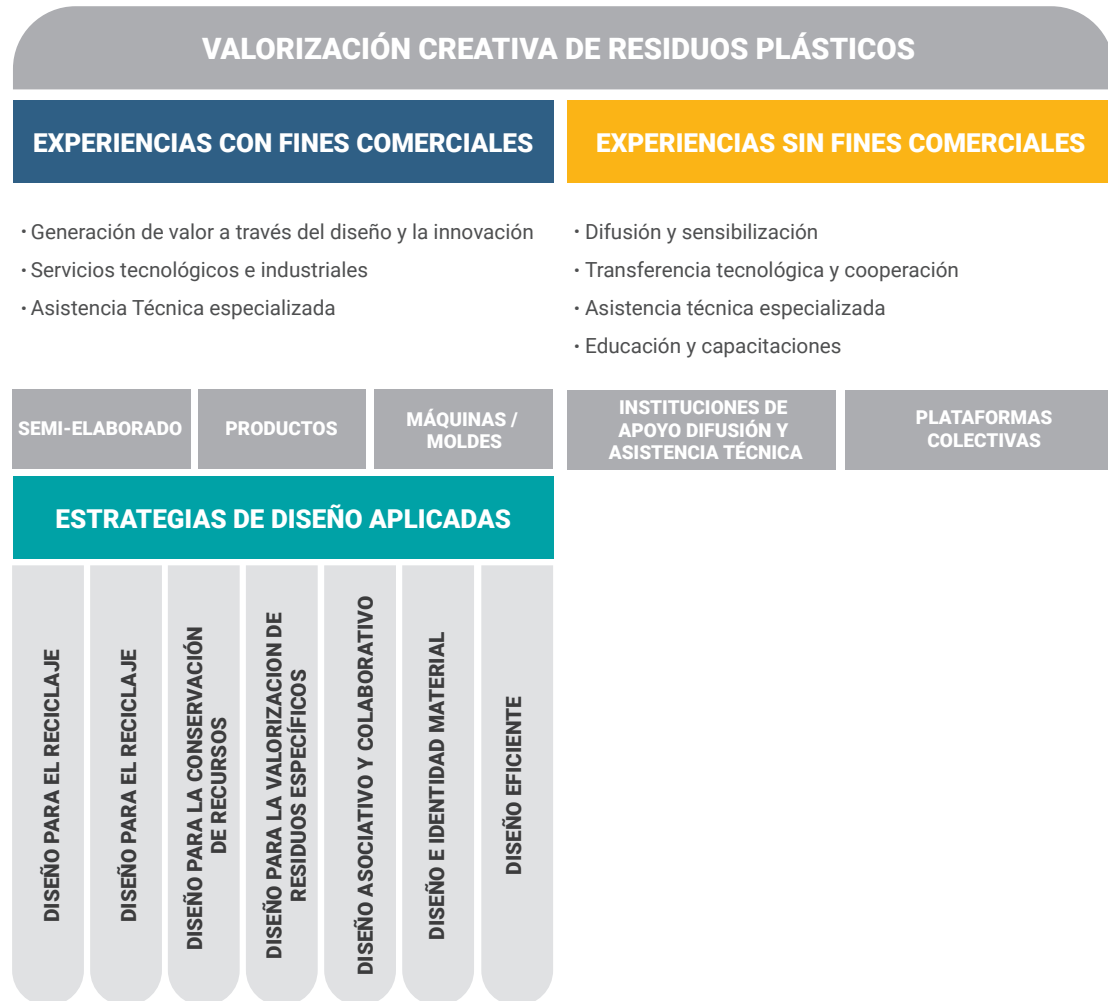 VALORIZACIÓN CREATIVA DE RESIDUOS PLÁSTICOS
EXPERIENCIAS CON FINES COMERCIALES
EXPERIENCIAS SIN FINES COMERCIALES
· Generación de valor a través del diseño y la innovación
· Servicios tecnológicos e industriales
· Asistencia Técnica especializada
· Difusión y sensibilización
· Transferencia tecnológica y cooperación
· Asistencia técnica especializada
· Educación y capacitaciones
SEMI-ELABORADO
PRODUCTOS
MÁQUINAS /
MOLDES
INSTITUCIONES DE
APOYO DIFUSIÓN Y
ASISTENCIA TÉCNICA
PLATAFORMAS
COLECTIVAS
ESTRATEGIAS DE DISEÑO APLICADAS
DISEÑO PARA EL RECICLAJE
DISEÑO PARA EL RECICLAJE
DISEÑO PARA LA CONSERVACIÓN
DE RECURSOS
DISEÑO PARA LA VALORIZACION DE
RESIDUOS ESPECÍFICOS
DISEÑO ASOCIATIVO Y COLABORATIVO
DISEÑO E IDENTIDAD MATERIAL
DISEÑO EFICIENTE